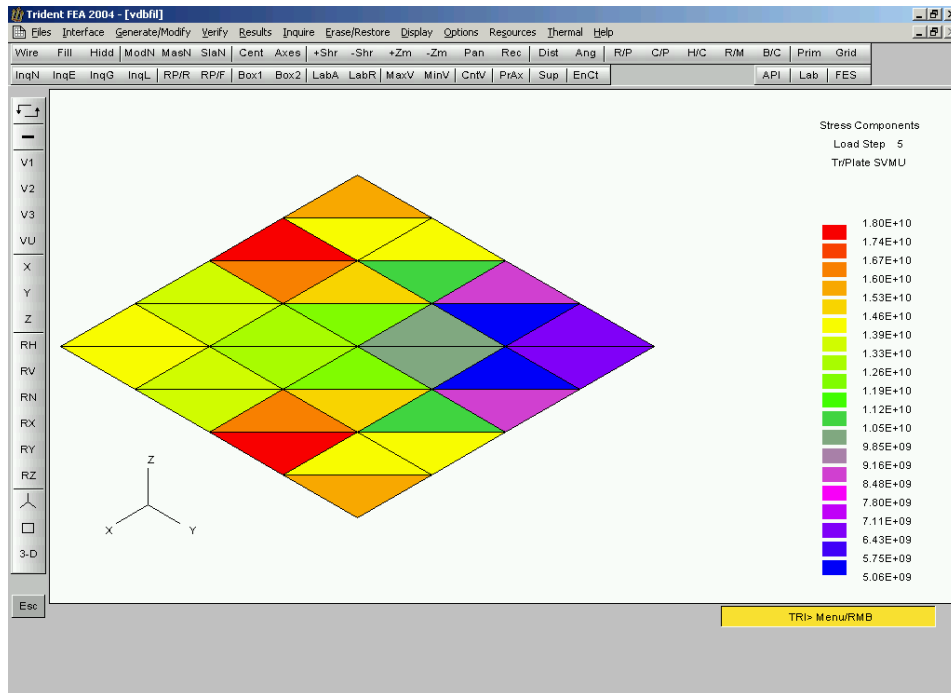 Trident FEA 2004 - [vdbfil]
Files Interface Generate/Modify Verify Results Inquire Erase/Restore Display Options Resources Thermal Help
Wire Fill Hidd ModN MasN SlaN Cent Axes +Shr -Shr +Zm -Zm Pan Rec Dist Ang R/P C/P H/C R/M B/C Prim Grid
InqN InqE InqG InqL RP/R RP/F Box1 Box2 LabA LabR MaxV MinV CntV PrAx Sup EnCt API Lab FES
V1
V2
V3
VU
X
Y
Z
RH
RV
RN
RX
RY
RZ
3-D
Esc
Z
X
Y
Stress Components
Load Step 5
Tr/Plate SVMU
1.80E+10
1.74E+10
1.67E+10
1.60E+10
1.53E+10
1.46E+10
1.39E+10
1.33E+10
1.26E+10
1.19E+10
1.12E+10
1.05E+10
9.85E+09
9.16E+09
8.48E+09
7.80E+09
7.11E+09
6.43E+09
5.75E+09
5.06E+09
TRI> Menu/RMB